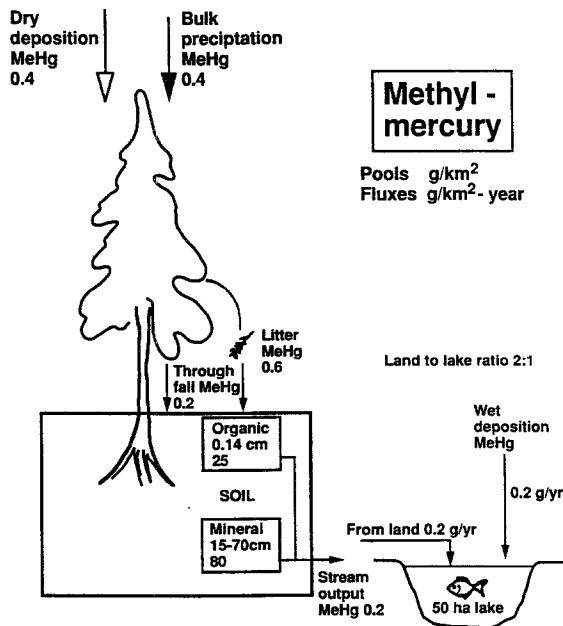 Dry
deposition
MeHg
0.4
Bulk
preciptation
MeHg
0.4
Methyl -
mercury
Pools g/km²
Fluxes g/km²- year
Litter
MeHg
0.6
Through
fall MeHg
0.2
Land to lake ratio 2:1
Organic
0.14 cm
25
SOIL
Mineral
15-70cm
80
Wet
deposition
MeHg
0.2 g/yr
From land 0.2 g/yr
Stream
output
MeHg 0.2
50 ha lake